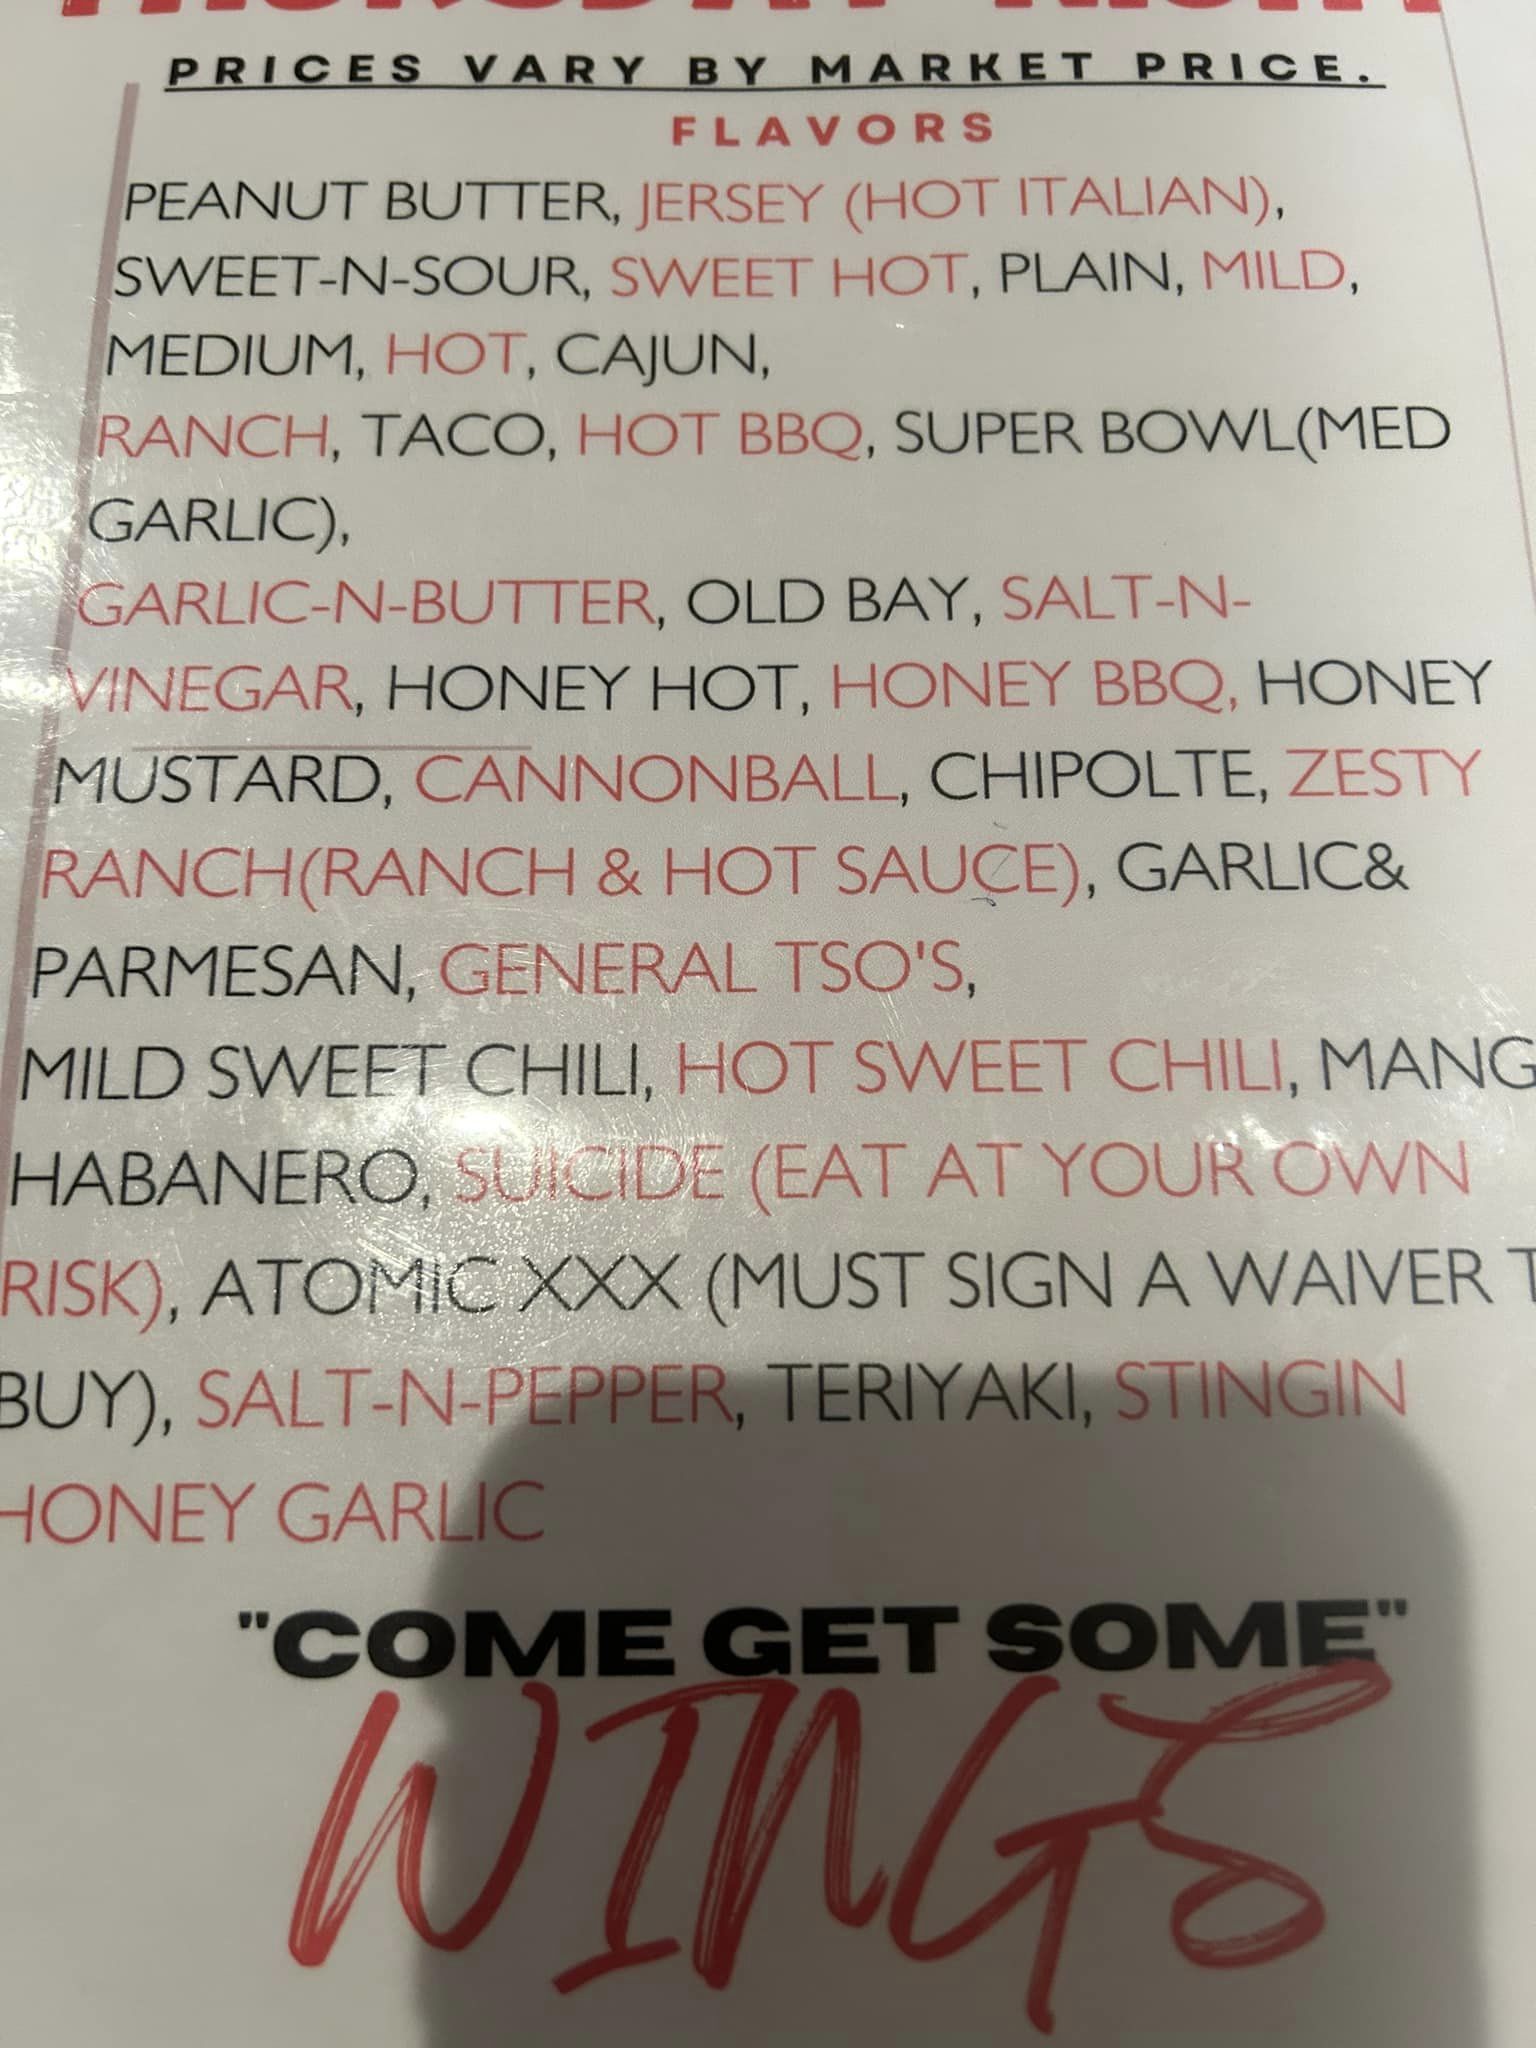 THURSDAY NIGHT
PRICES VARY BY MARKET PRICE.
FLAVORS
PEANUT BUTTER, JERSEY (HOT ITALIAN),
SWEET-N-SOUR, SWEET HOT, PLAIN, MILD,
MEDIUM, HOT, CAJUN,
RANCH, TACO, HOT BBQ, SUPER BOWL(MED
GARLIC),
GARLIC-N-BUTTER, OLD BAY, SALT-N-
VINEGAR, HONEY HOT, HONEY BBQ, HONEY
MUSTARD, CANNONBALL, CHIPOLTE, ZESTY
RANCH(RANCH & HOT SAUCE), GARLIC&
PARMESAN, GENERAL TSO'S,
MILD SWEET CHILI, HOT SWEET CHILI, MANG
HABANERO, SUICIDE (EAT AT YOUR OWN
RISK), ATOMIC XXX (MUST SIGN A WAIVER T
BUY), SALT-N-PEPPER, TERIYAKI, STINGIN
HONEY GARLIC
"COME GET SOME"
WINGS